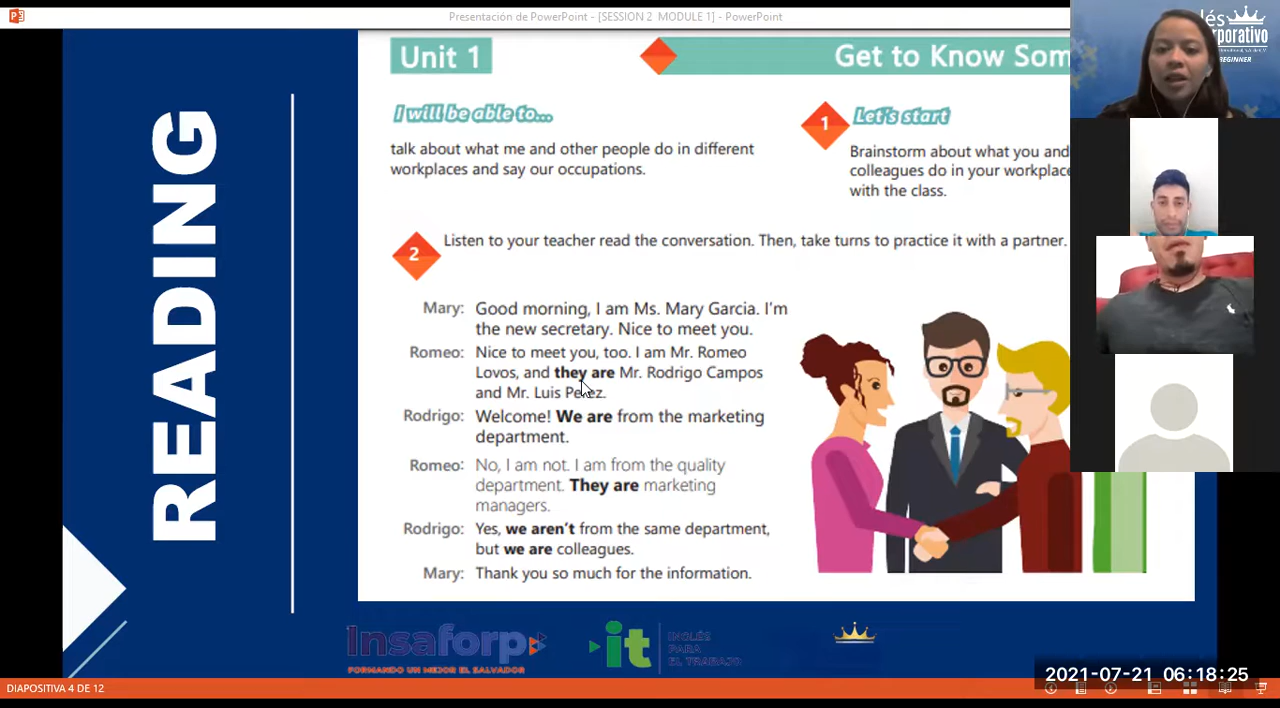 Presentación de PowerPoint - [SESSION 2 MODULE 1] - PowerPoint
BEGINNER
READING
Unit 1
Get to Know Som
I will be able to...
talk about what me and other people do in different
workplaces and say our occupations.
1
Let's start
Brainstorm about what you and
colleagues do in your workplace
with the class.
2
Listen to your teacher read the conversation. Then, take turns to practice it with a partner.
Mary: Good morning, I am Ms. Mary Garcia. I'm
the new secretary. Nice to meet you.
Romeo: Nice to meet you, too. I am Mr. Romeo
Lovos, and they are Mr. Rodrigo Campos
and Mr. Luis Perez.
Rodrigo: Welcome! We are from the marketing
department.
Romeo: No, I am not. I am from the quality
department. They are marketing
managers.
Rodrigo: Yes, we aren't from the same department,
but we are colleagues.
Mary: Thank you so much for the information.
Insaforp
FORMANDO UN MEJOR EL SALVADOR
it
INGLÉS
PARA
EL TRABAJO
2021-07-21 06:18:25
DIAPOSITIVA 4 DE 12